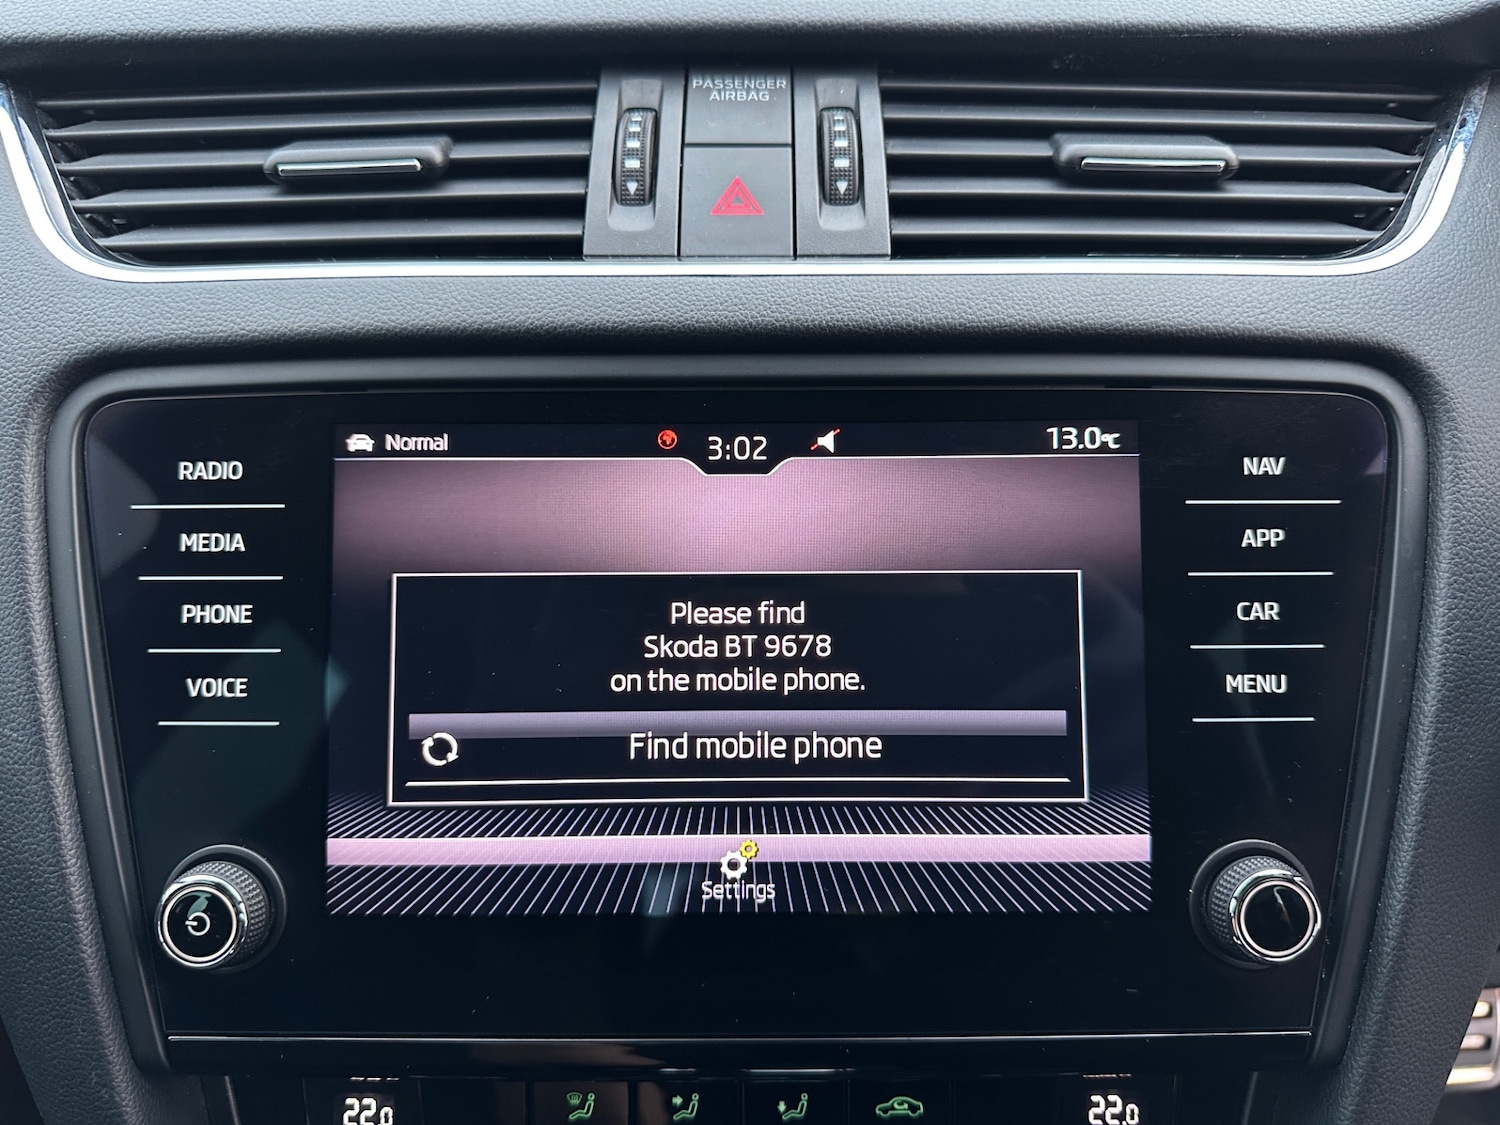 PASSENGER
AIRBAG
Normal
3:02
13.0°C
RADIO
MEDIA
PHONE
VOICE
NAV
APP
CAR
MENU
Please find
Skoda BT 9678
on the mobile phone.
Find mobile phone
Settings
22.0
22.0